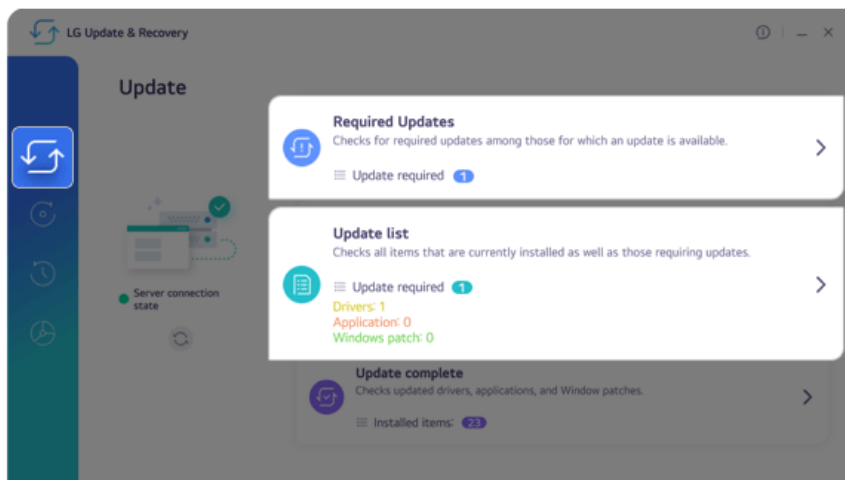 LG Update & Recovery
Update
Required Updates
Checks for required updates among those for which an update is available.
Update required 1
Update list
Checks all items that are currently installed as well as those requiring updates.
Update required 1
Drivers: 1
Application: 0
Windows patch: 0
Server connection
state
Update complete
Checks updated drivers, applications, and Window patches.
Installed items: 23